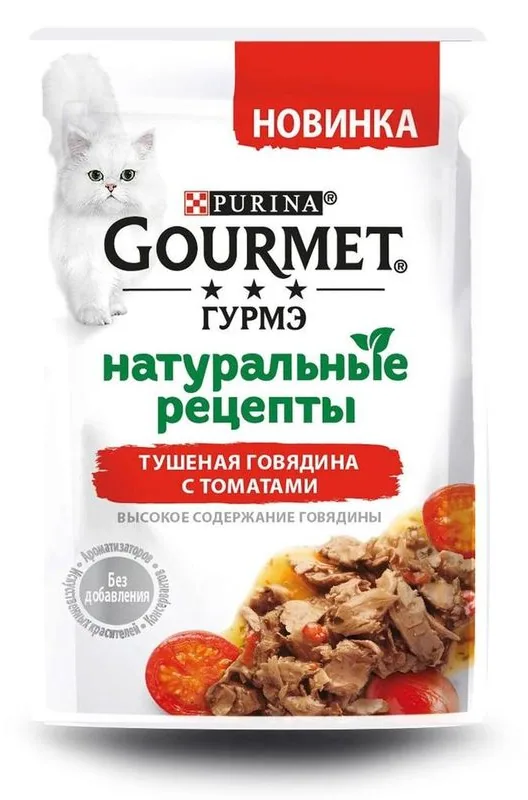 НОВИНКА
PURINA®
GOURMET®
ГУРМЭ
натуральные
рецепты
ТУШЕНАЯ ГОВЯДИНА
С ТОМАТАМИ
ВЫСОКОЕ СОДЕРЖАНИЕ ГОВЯДИНЫ
Без
добавления
• Ароматизаторов • Консервантов • Искусственных красителей